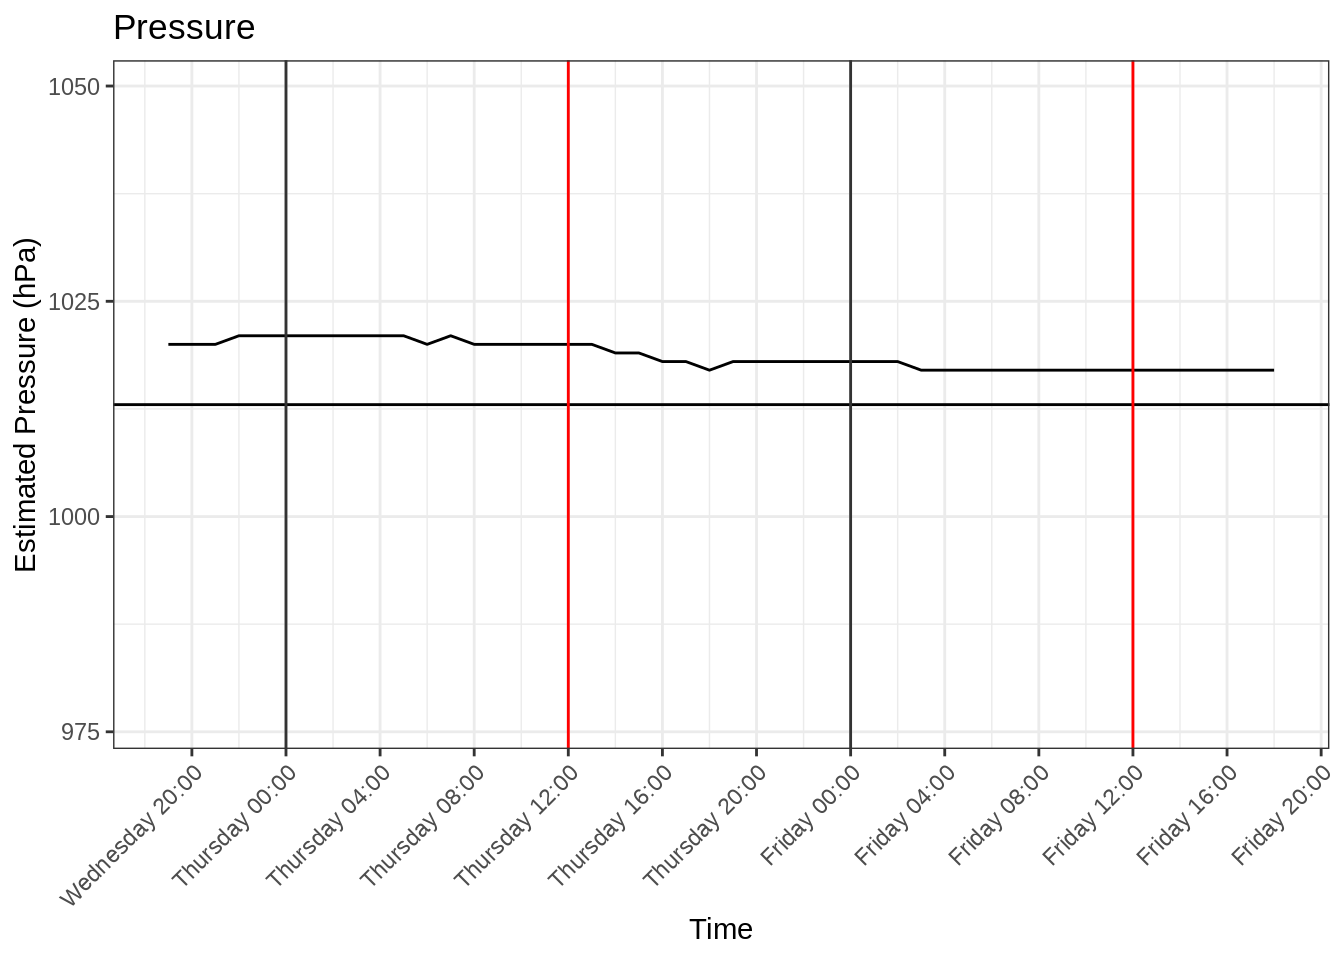 Pressure
Estimated Pressure (hPa)
1050
1025
1000
975
Wednesday 20:00
Thursday 00:00
Thursday 04:00
Thursday 08:00
Thursday 12:00
Thursday 16:00
Thursday 20:00
Friday 00:00
Friday 04:00
Friday 08:00
Friday 12:00
Friday 16:00
Friday 20:00
Time